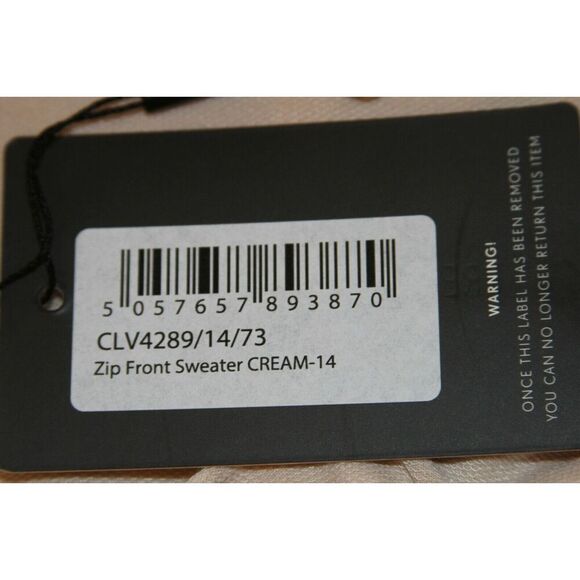 5 057657 893870
CLV4289/14/73
Zip Front Sweater CREAM-14
WARNING!
ONCE THIS LABEL HAS BEEN REMOVED
YOU CAN NO LONGER RETURN THIS ITEM